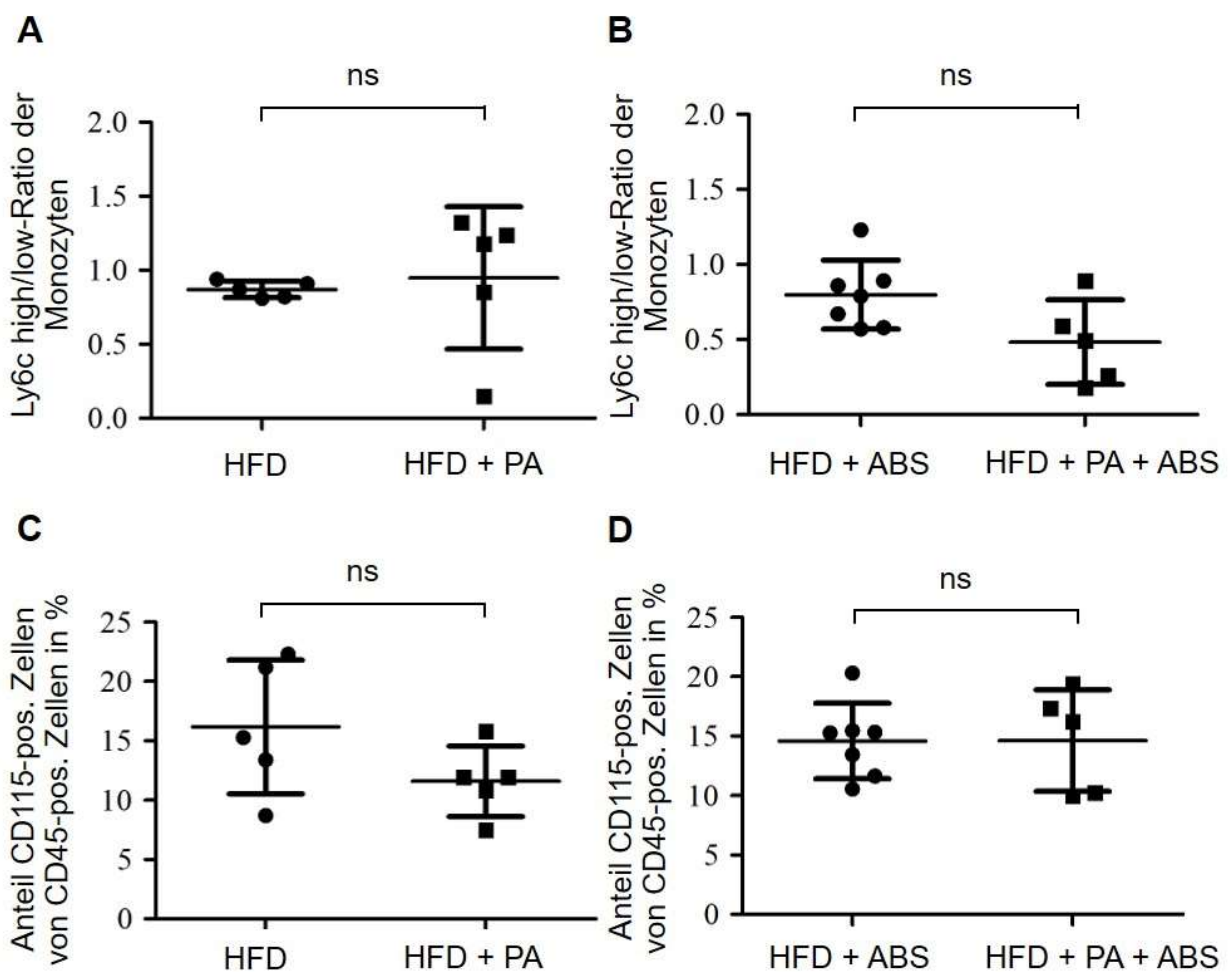 A
ns
Ly6c high/low-Ratio der
Monozyten
2.0
1.5
1.0
0.5
0.0
HFD
HFD + PA
B
ns
Ly6c high/low-Ratio der
Monozyten
2.0
1.5
1.0
0.5
0.0
HFD + ABS
HFD + PA + ABS
C
ns
Anteil CD115-pos. Zellen
von CD45-pos. Zellen in %
25
20
15
10
5
0
HFD
HFD + PA
D
ns
Anteil CD115-pos. Zellen
von CD45-pos. Zellen in %
25
20
15
10
5
0
HFD + ABS
HFD + PA + ABS